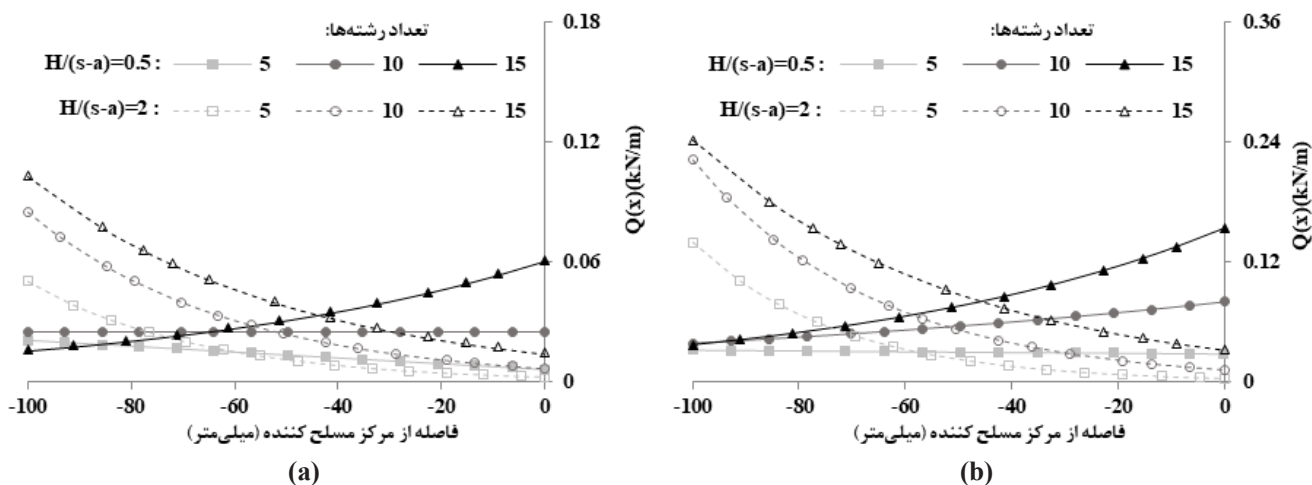 0.18
0.12
0.06
0
Q(x)(kN/m)
تعداد رشته‌ها:
H/(s-a)=0.5 : 5 10 15
H/(s-a)=2 : 5 10 15
-100 -80 -60 -40 -20 0
فاصله از مرکز مسلح کننده (میلی‌متر)
(a)
0.36
0.24
0.12
0
Q(x)(kN/m)
تعداد رشته‌ها:
H/(s-a)=0.5 : 5 10 15
H/(s-a)=2 : 5 10 15
-100 -80 -60 -40 -20 0
فاصله از مرکز مسلح کننده (میلی‌متر)
(b)